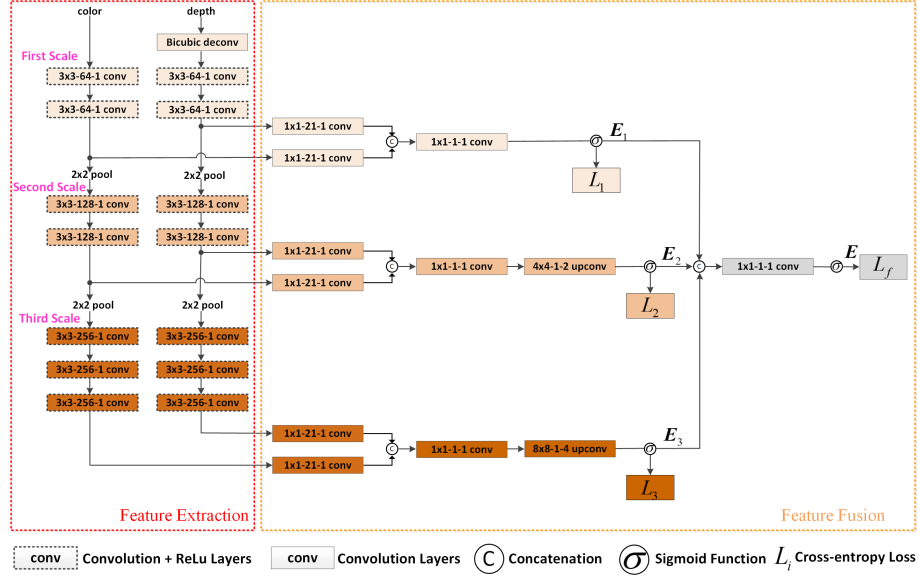 color depth
Bicubic deconv
First Scale
3x3-64-1 conv 3x3-64-1 conv
3x3-64-1 conv 3x3-64-1 conv
1x1-21-1 conv
C 1x1-1-1 conv σ E1
1x1-21-1 conv
L1
2x2 pool 2x2 pool
Second Scale
3x3-128-1 conv 3x3-128-1 conv
3x3-128-1 conv 3x3-128-1 conv
1x1-21-1 conv
C 1x1-1-1 conv 4x4-1-2 upconv σ E2 C 1x1-1-1 conv σ E Lf
1x1-21-1 conv
L2
2x2 pool 2x2 pool
Third Scale
3x3-256-1 conv 3x3-256-1 conv
3x3-256-1 conv 3x3-256-1 conv
3x3-256-1 conv 3x3-256-1 conv
1x1-21-1 conv
C 1x1-1-1 conv 8x8-1-4 upconv σ E3
1x1-21-1 conv
L3
Feature Extraction Feature Fusion
conv Convolution + ReLu Layers conv Convolution Layers C Concatenation σ Sigmoid Function Li Cross-entropy Loss